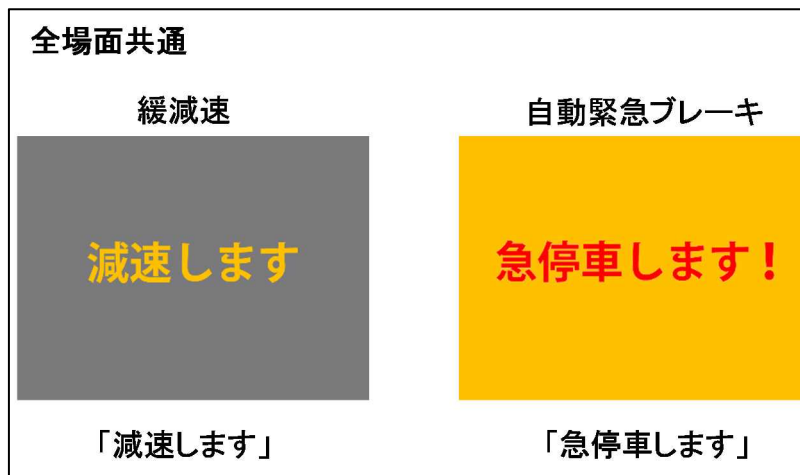 全場面共通
緩減速
減速します
「減速します」
自動緊急ブレーキ
急停車します！
「急停車します」